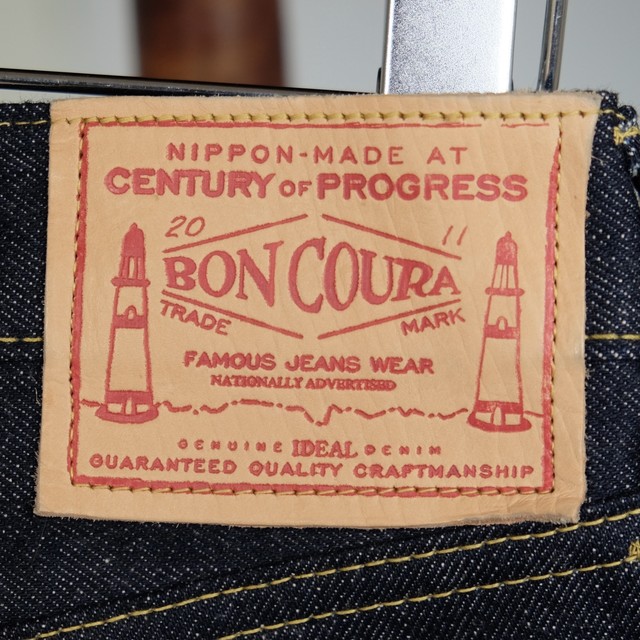 NIPPON-MADE AT
CENTURY OF PROGRESS
20 11
BON COURA
TRADE MARK
FAMOUS JEANS WEAR
NATIONALLY ADVERTISED
GENUINE IDEAL DENIM
GUARANTEED QUALITY CRAFTMANSHIP